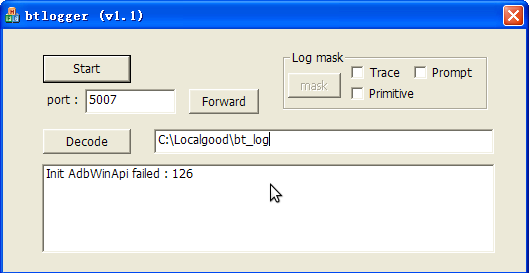 btlogger (v1.1)
Start
Log mask
mask
Trace
Prompt
Primitive
port :
5007
Forward
Decode
C:\Localgood\bt_log
Init AdbWinApi failed : 126